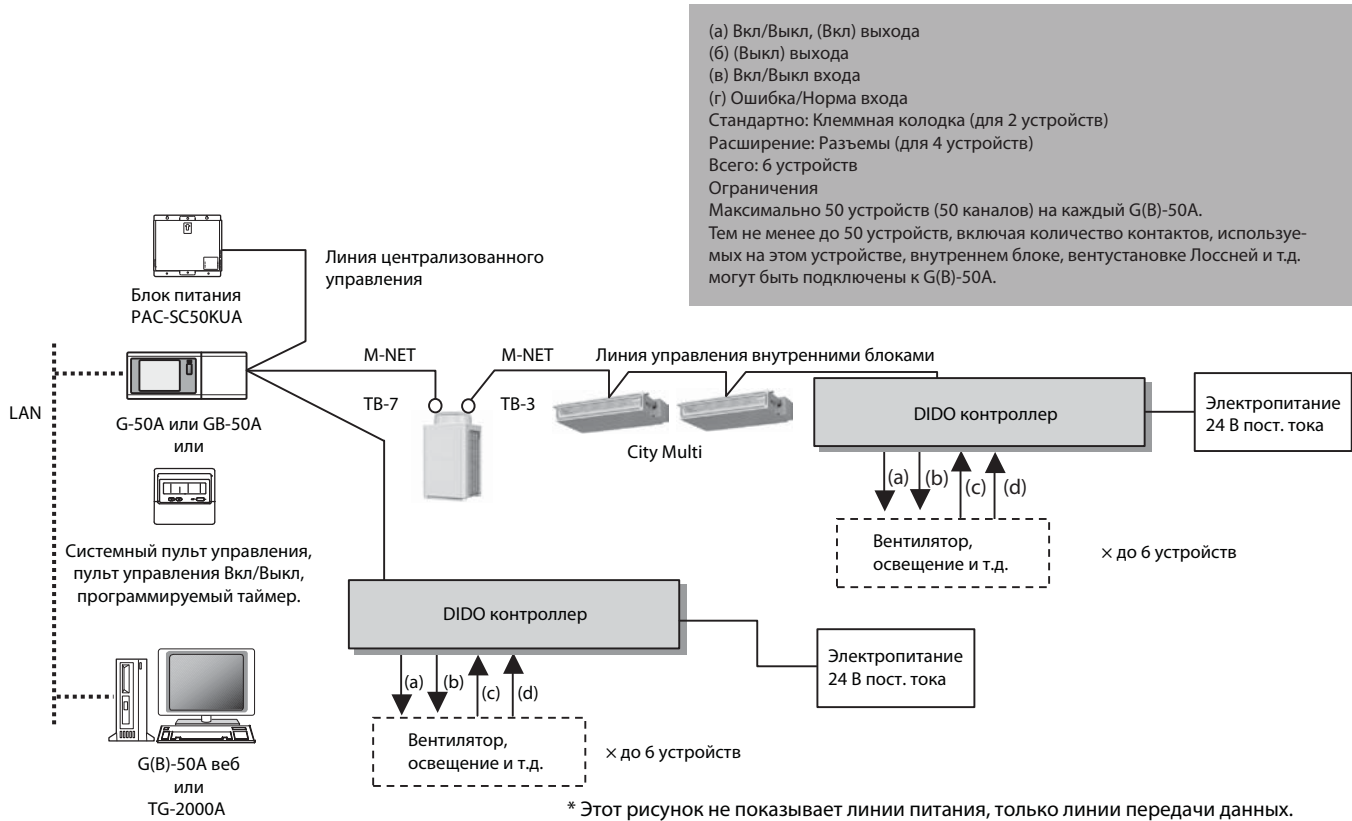 (а) Вкл/Выкл, (Вкл) выхода
(б) (Выкл) выхода
(в) Вкл/Выкл входа
(г) Ошибка/Норма входа
Стандартно: Клеммная колодка (для 2 устройств)
Расширение: Разъемы (для 4 устройств)
Всего: 6 устройств
Ограничения
Максимально 50 устройств (50 каналов) на каждый G(B)-50A.
Тем не менее до 50 устройств, включая количество контактов, используе-
мых на этом устройстве, внутреннем блоке, вентустановке Лоссней и т.д.
могут быть подключены к G(B)-50A.
Линия централизованного
управления
Блок питания
PAC-SC50KUA
M-NET
M-NET
Линия управления внутренними блоками
LAN
TB-7
TB-3
G-50A или GB-50A
или
City Multi
DIDO контроллер
Электропитание
24 В пост. тока
(a)
(b)
(c)
(d)
Вентилятор,
освещение и т.д.
× до 6 устройств
Системный пульт управления,
пульт управления Вкл/Выкл,
программируемый таймер.
DIDO контроллер
Электропитание
24 В пост. тока
(a)
(b)
(c)
(d)
Вентилятор,
освещение и т.д.
× до 6 устройств
G(B)-50A веб
или
TG-2000A
* Этот рисунок не показывает линии питания, только линии передачи данных.